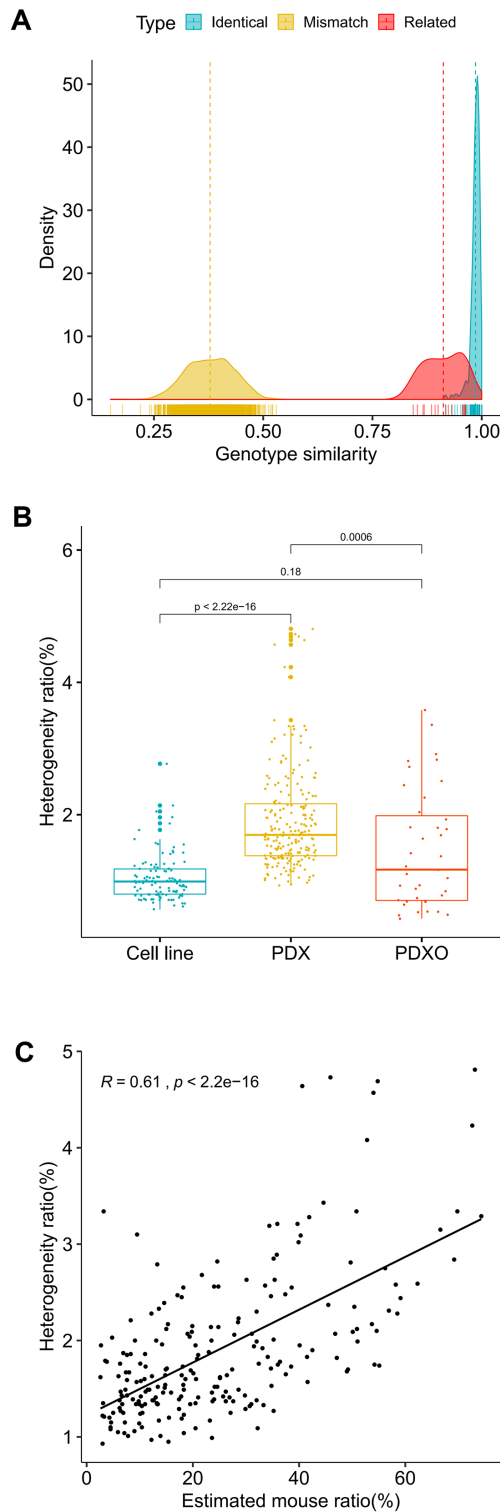 A
Type Identical Mismatch Related
50
40
30
20
10
0
Density
0.25 0.50 0.75 1.00
Genotype similarity
B
6
4
2
Heterogeneity ratio(%)
0.0006
0.18
p < 2.22e-16
Cell line PDX PDXO
C
5
4
3
2
1
Heterogeneity ratio(%)
R = 0.61 , p < 2.2e−16
0 20 40 60
Estimated mouse ratio(%)